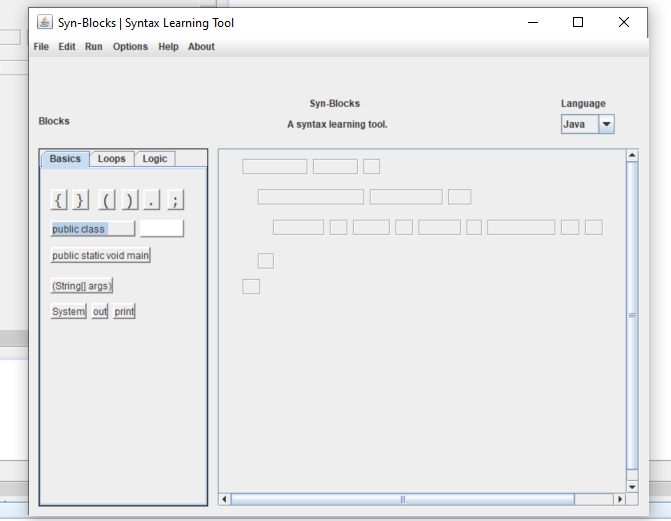 Syn-Blocks | Syntax Learning Tool
File Edit Run Options Help About
Syn-Blocks
Language
Blocks
A syntax learning tool.
Java
Basics Loops Logic
{ } ( ) . ;
public class
public static void main
(String[] args)
System out print